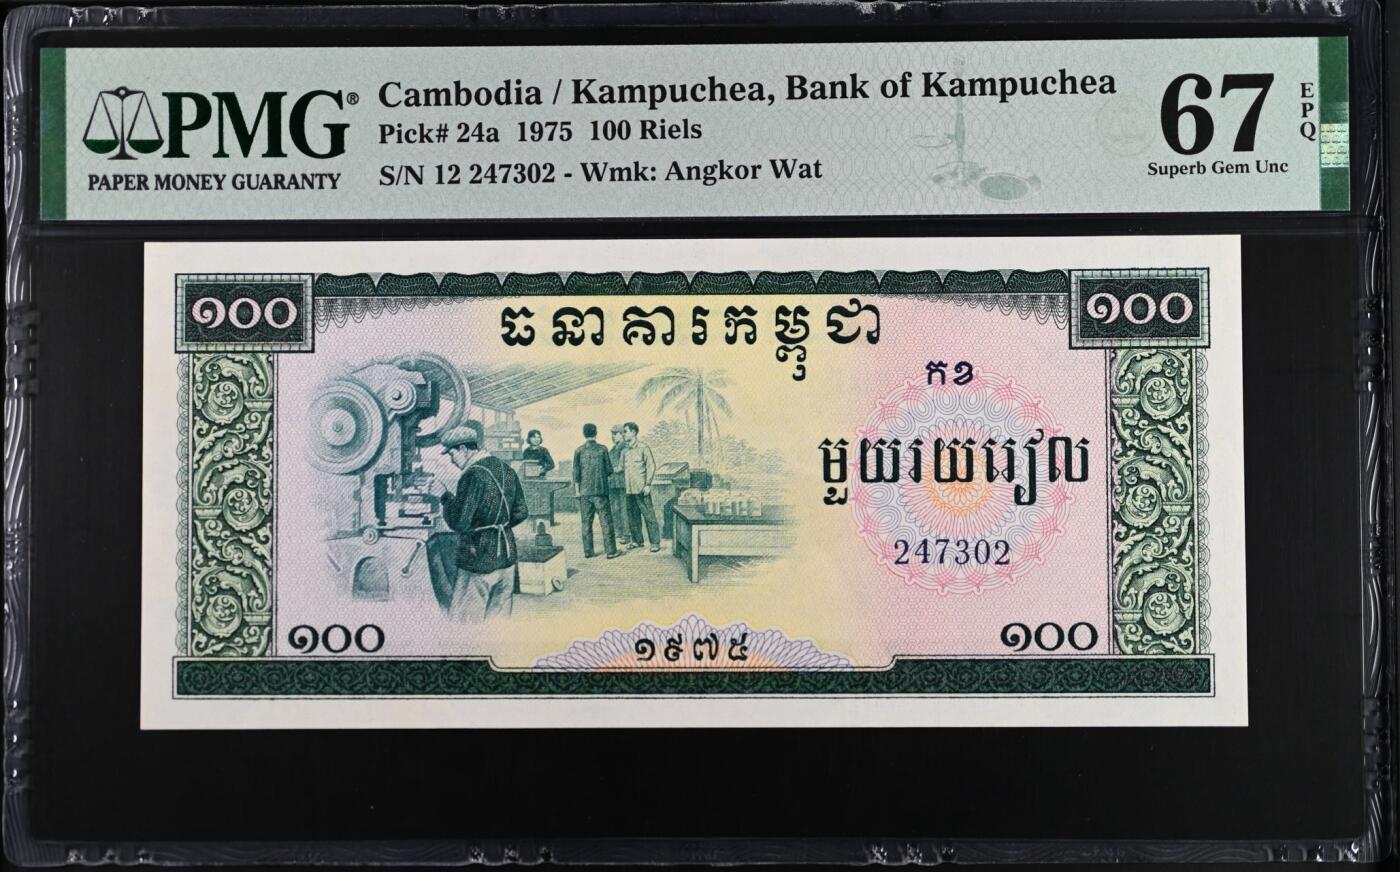 PMG®
PAPER MONEY GUARANTY
Cambodia / Kampuchea, Bank of Kampuchea
Pick# 24a 1975 100 Riels
S/N 12 247302 - Wmk: Angkor Wat
67
EPQ
Superb Gem Unc
១០០
១០០
ធនាគារកម្ពុជា
កខ
មួយរយរៀល
247302
១០០
១៩៧៥
១០០